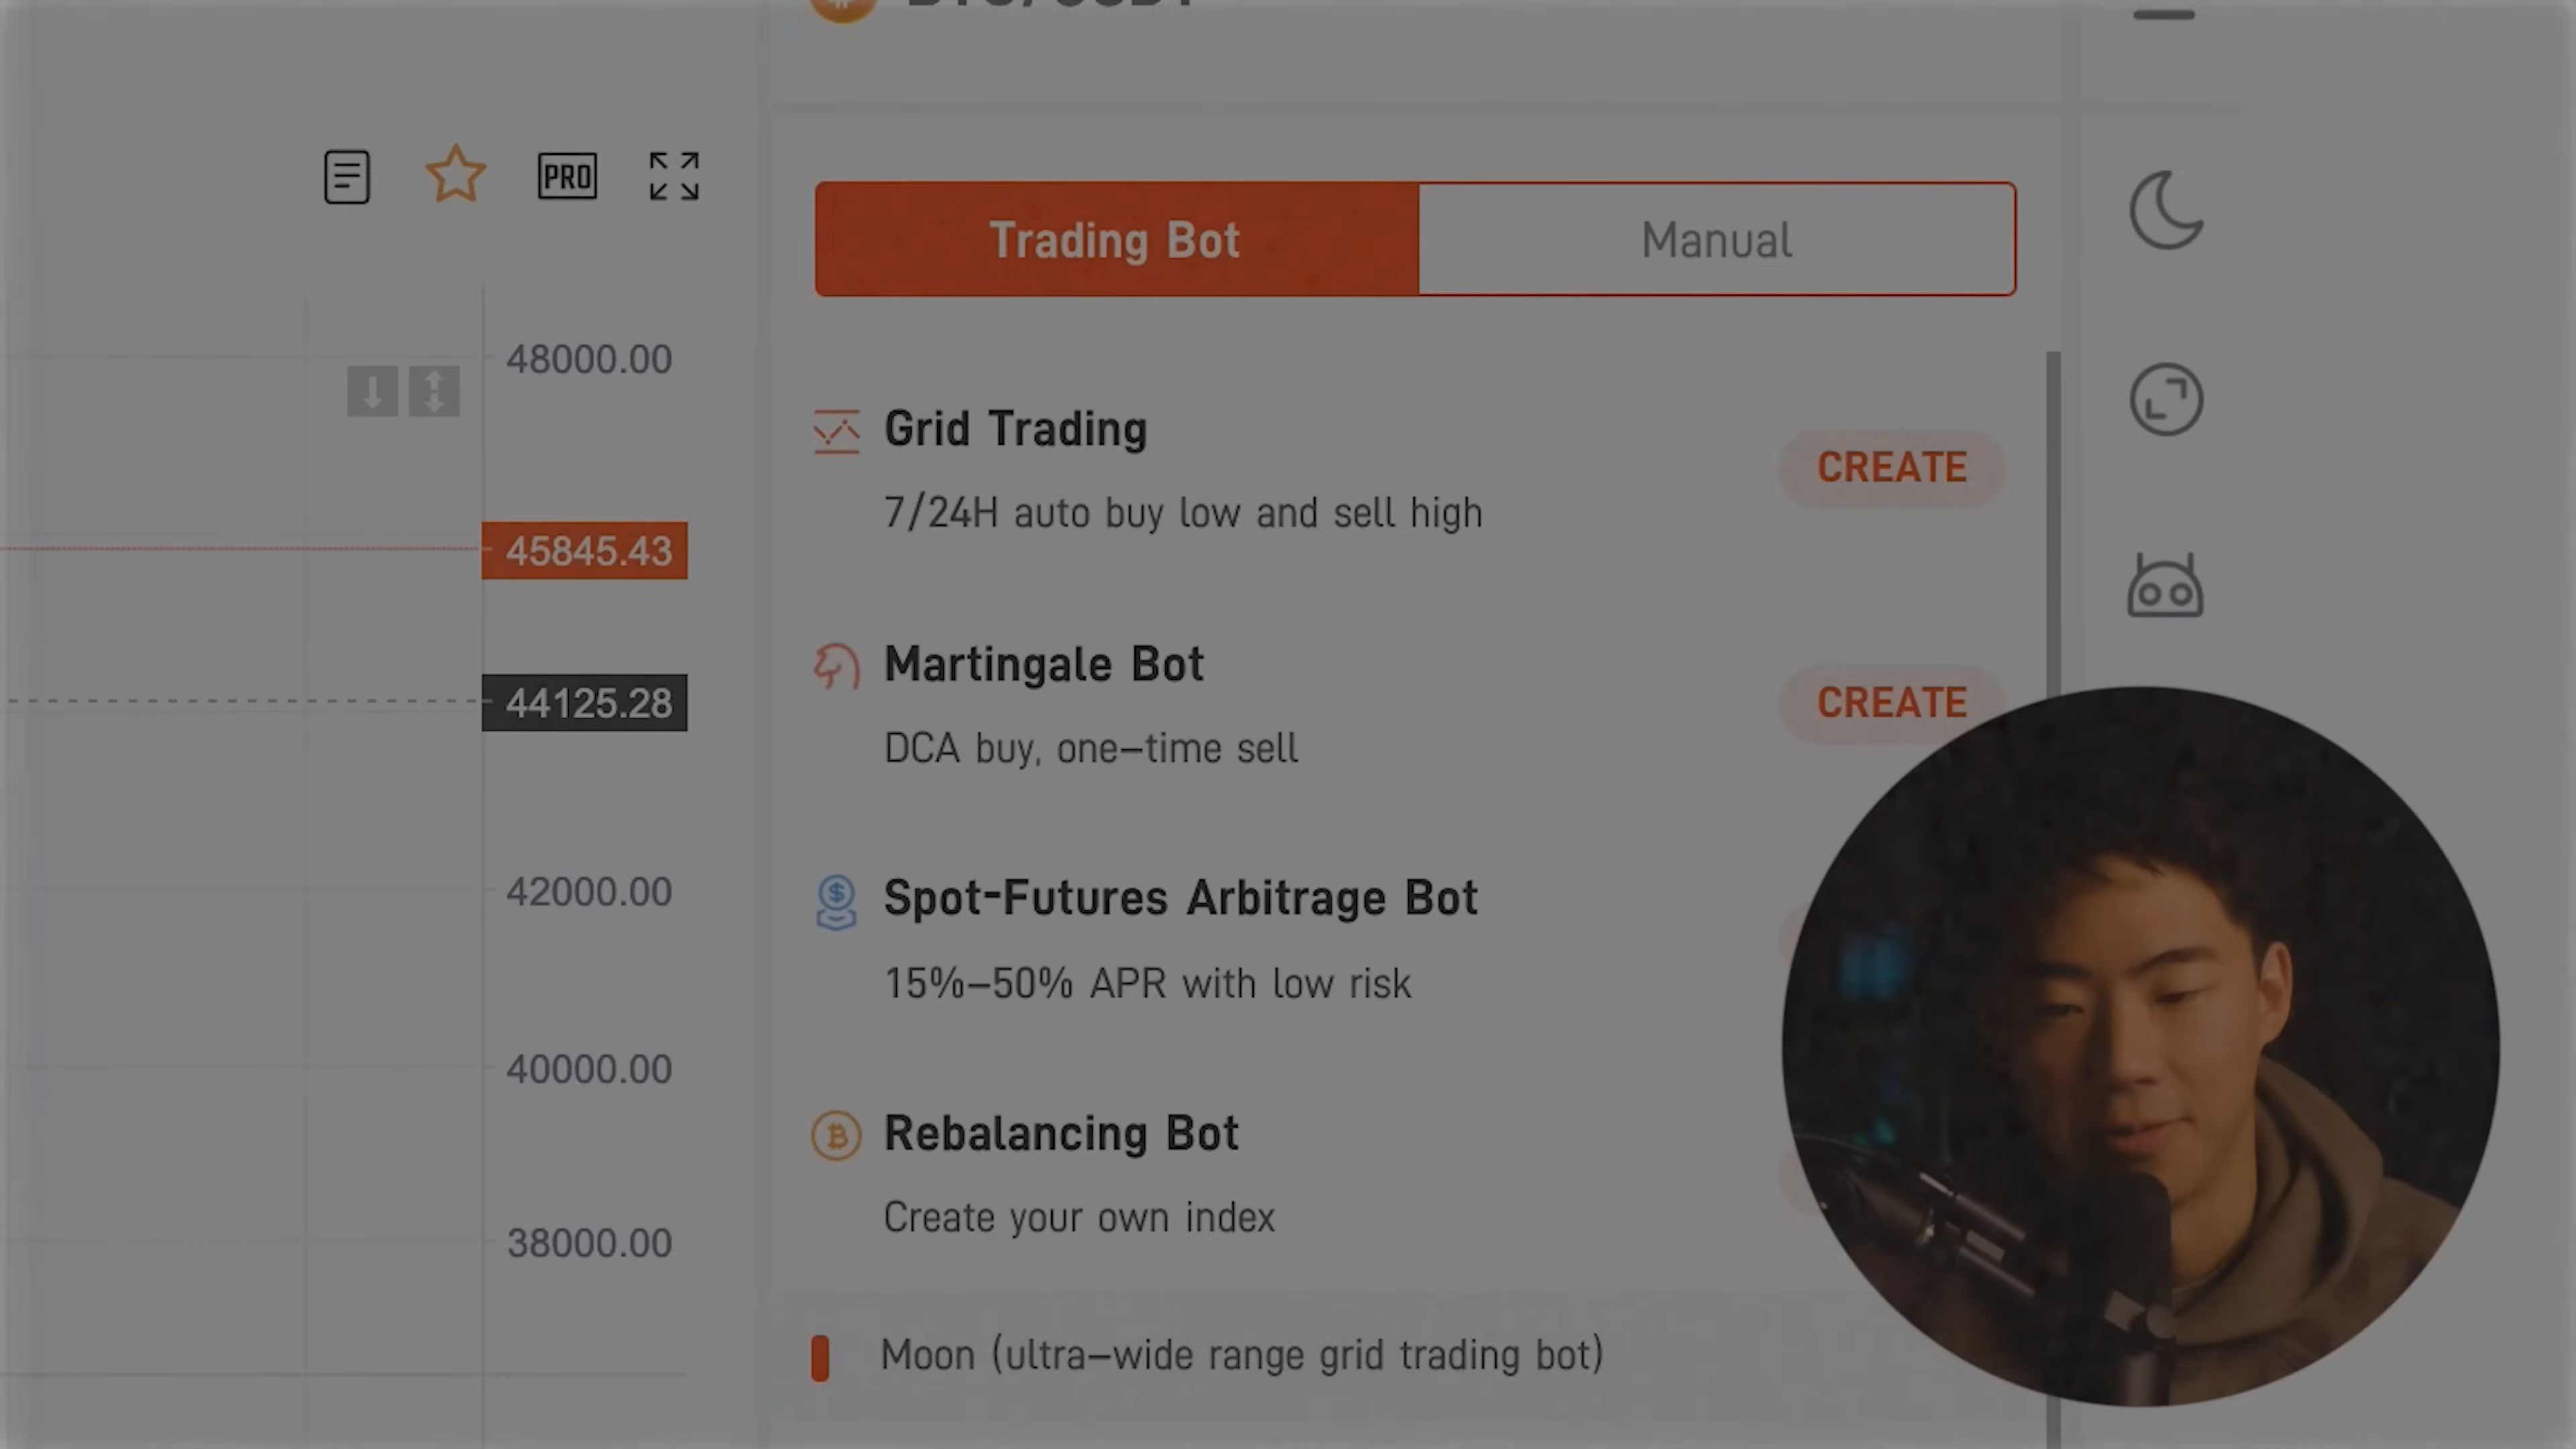 BTC/USDT
PRO
Trading Bot
Manual
48000.00
45845.43
44125.28
42000.00
40000.00
38000.00
Grid Trading
7/24H auto buy low and sell high
CREATE
Martingale Bot
DCA buy, one-time sell
CREATE
Spot-Futures Arbitrage Bot
15%-50% APR with low risk
Rebalancing Bot
Create your own index
Moon (ultra-wide range grid trading bot)